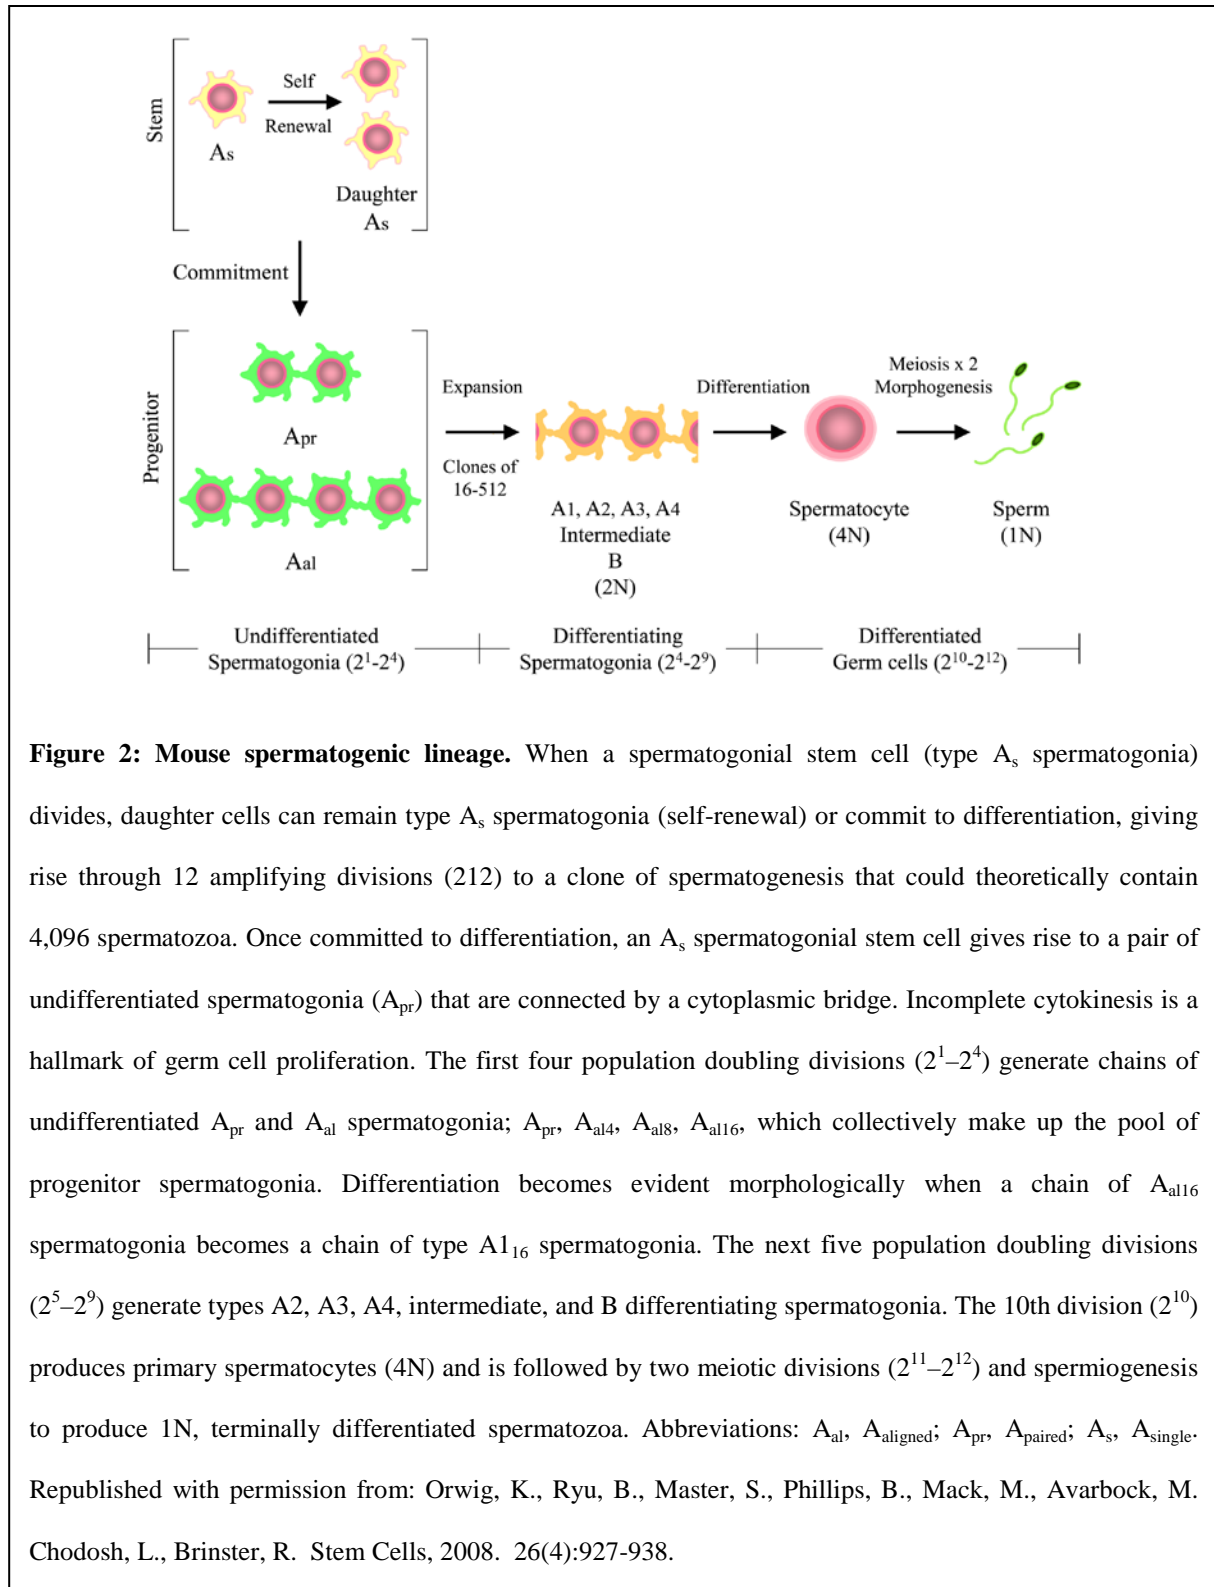 Stem
As
Self
Renewal
Daughter
As
Commitment
Progenitor
Apr
Aal
Expansion
Clones of
16-512
A1, A2, A3, A4
Intermediate
B
(2N)
Differentiation
Spermatocyte
(4N)
Meiosis x 2
Morphogenesis
Sperm
(1N)
Undifferentiated
Spermatogonia (2¹-2⁴)
Differentiating
Spermatogonia (2⁴-2⁹)
Differentiated
Germ cells (2¹⁰-2¹²)
Figure 2: Mouse spermatogenic lineage. When a spermatogonial stem cell (type Aₛ spermatogonia)
divides, daughter cells can remain type Aₛ spermatogonia (self-renewal) or commit to differentiation, giving
rise through 12 amplifying divisions (212) to a clone of spermatogenesis that could theoretically contain
4,096 spermatozoa. Once committed to differentiation, an Aₛ spermatogonial stem cell gives rise to a pair of
undifferentiated spermatogonia (Apr) that are connected by a cytoplasmic bridge. Incomplete cytokinesis is a
hallmark of germ cell proliferation. The first four population doubling divisions (2¹–2⁴) generate chains of
undifferentiated Apr and Aal spermatogonia; Apr, Aal4, Aal8, Aal16, which collectively make up the pool of
progenitor spermatogonia. Differentiation becomes evident morphologically when a chain of Aal16
spermatogonia becomes a chain of type A1₁₆ spermatogonia. The next five population doubling divisions
(2⁵–2⁹) generate types A2, A3, A4, intermediate, and B differentiating spermatogonia. The 10th division (2¹⁰)
produces primary spermatocytes (4N) and is followed by two meiotic divisions (2¹¹–2¹²) and spermiogenesis
to produce 1N, terminally differentiated spermatozoa. Abbreviations: Aal, Aaligned; Apr, Apaired; As, Asingle.
Republished with permission from: Orwig, K., Ryu, B., Master, S., Phillips, B., Mack, M., Avarbock, M.
Chodosh, L., Brinster, R. Stem Cells, 2008. 26(4):927-938.